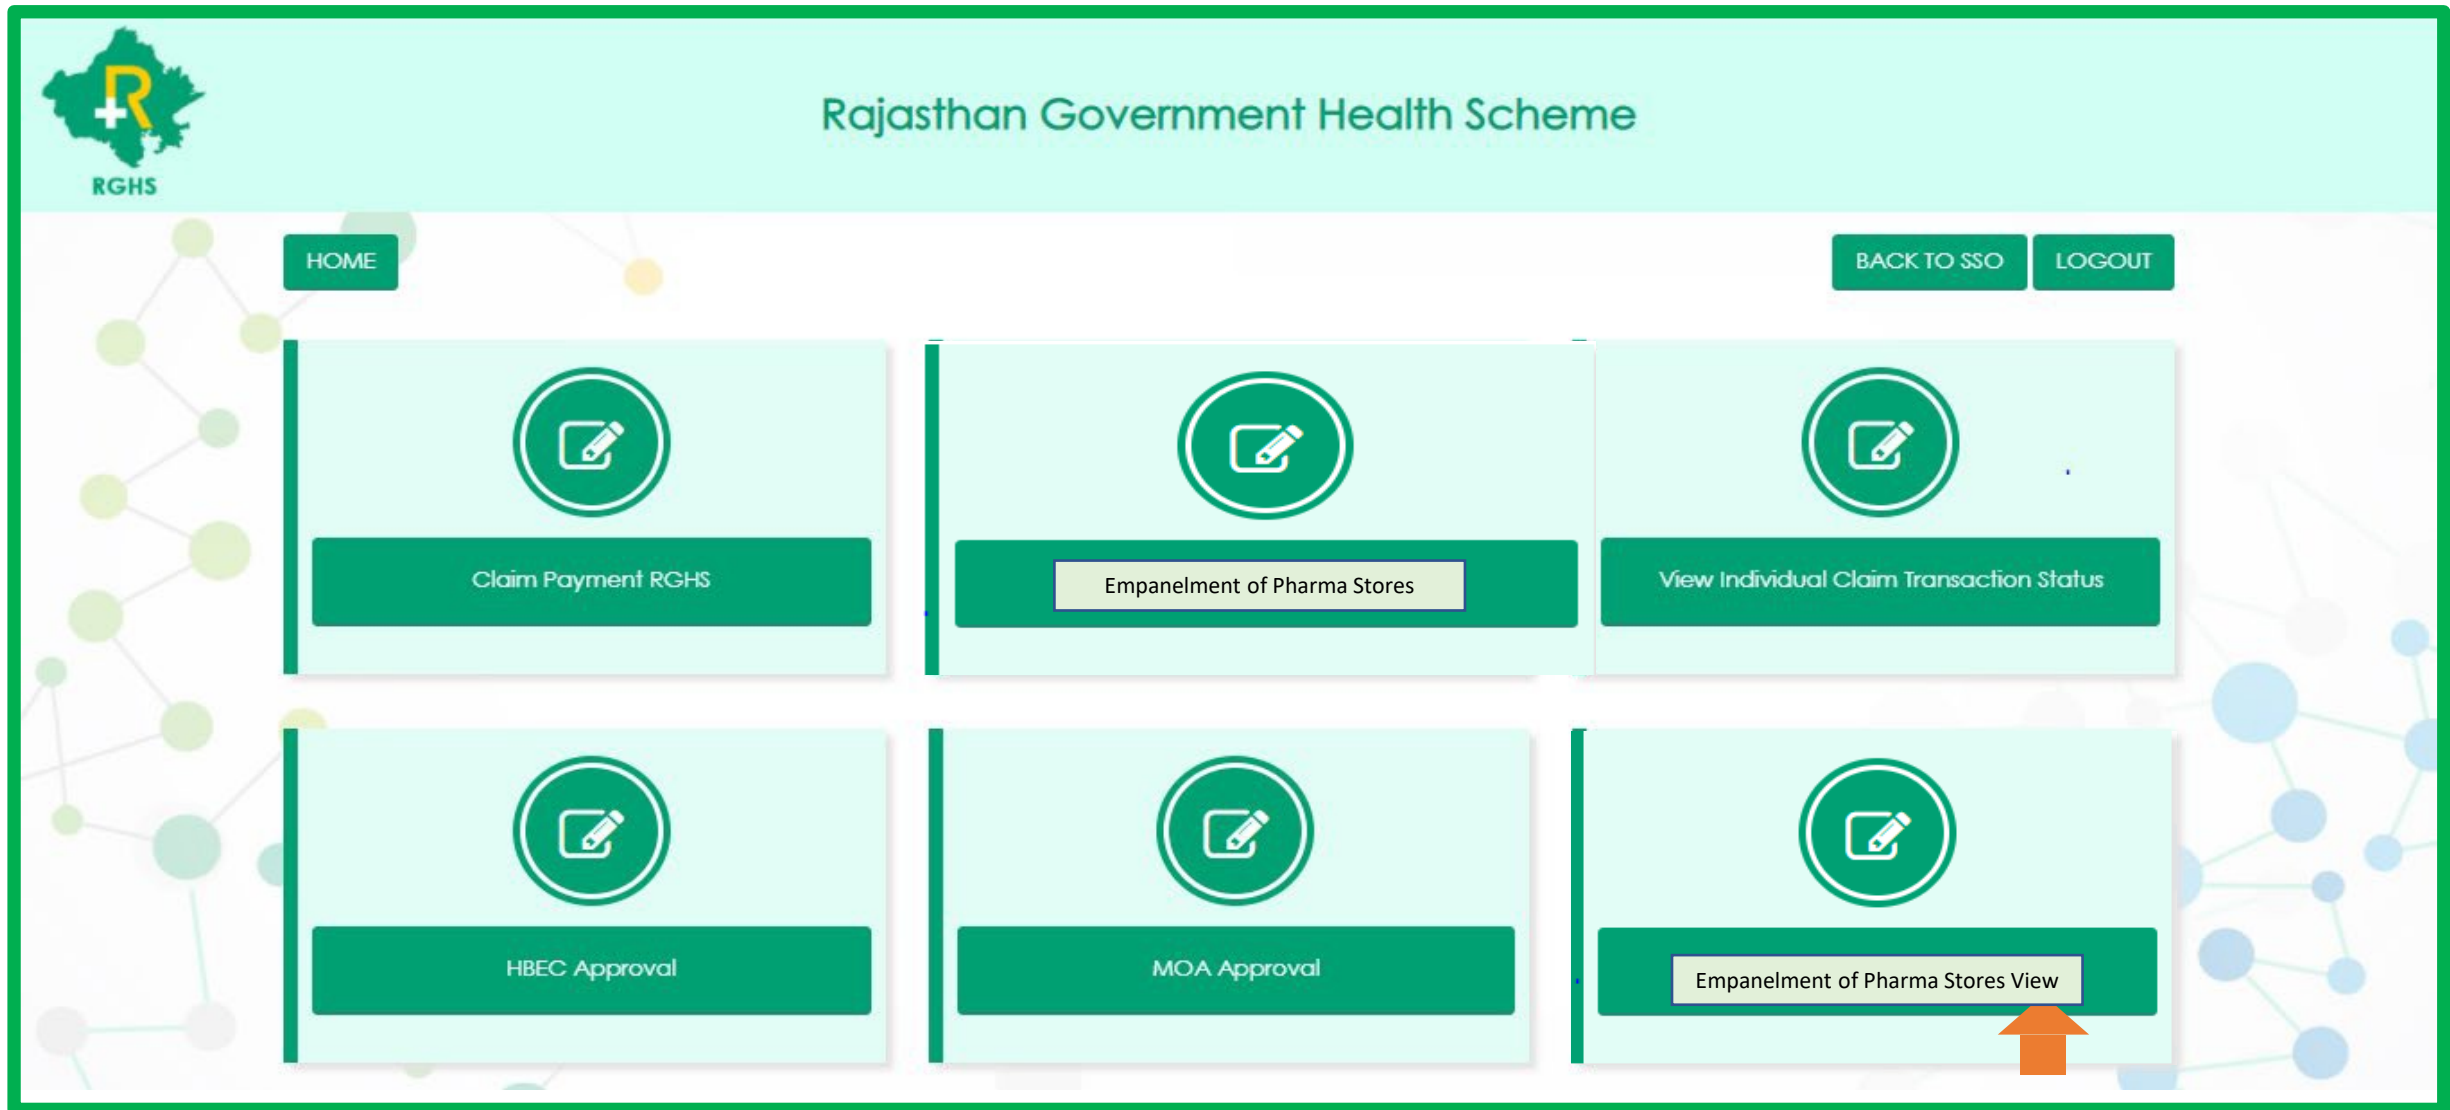 R
RGHS
Rajasthan Government Health Scheme
HOME
BACK TO SSO
LOGOUT
Claim Payment RGHS
Empanelment of Pharma Stores
View Individual Claim Transaction Status
HBEC Approval
MOA Approval
Empanelment of Pharma Stores View